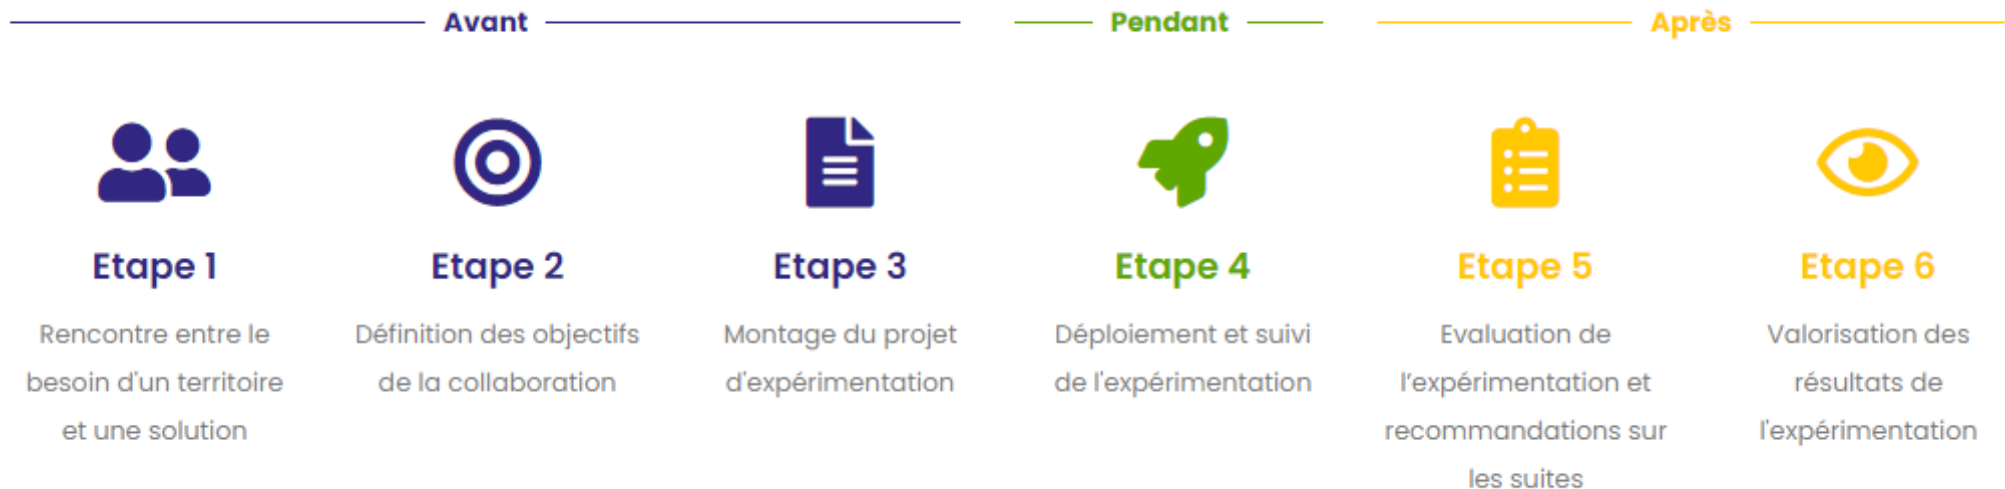 Avant
Pendant
Après
Etape 1
Rencontre entre le
besoin d'un territoire
et une solution
Etape 2
Définition des objectifs
de la collaboration
Etape 3
Montage du projet
d'expérimentation
Etape 4
Déploiement et suivi
de l'expérimentation
Etape 5
Evaluation de
l’expérimentation et
recommandations sur
les suites
Etape 6
Valorisation des
résultats de
l'expérimentation